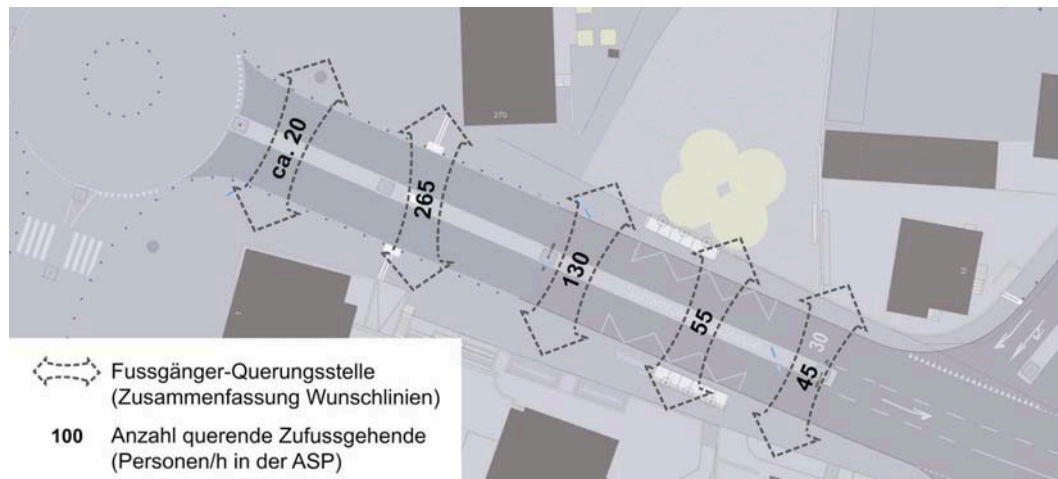 ca. 20
265
130
55
45
30
270
Fussgänger-Querungsstelle
(Zusammenfassung Wunschlinien)
100 Anzahl querende Zufussgehende
(Personen/h in der ASP)